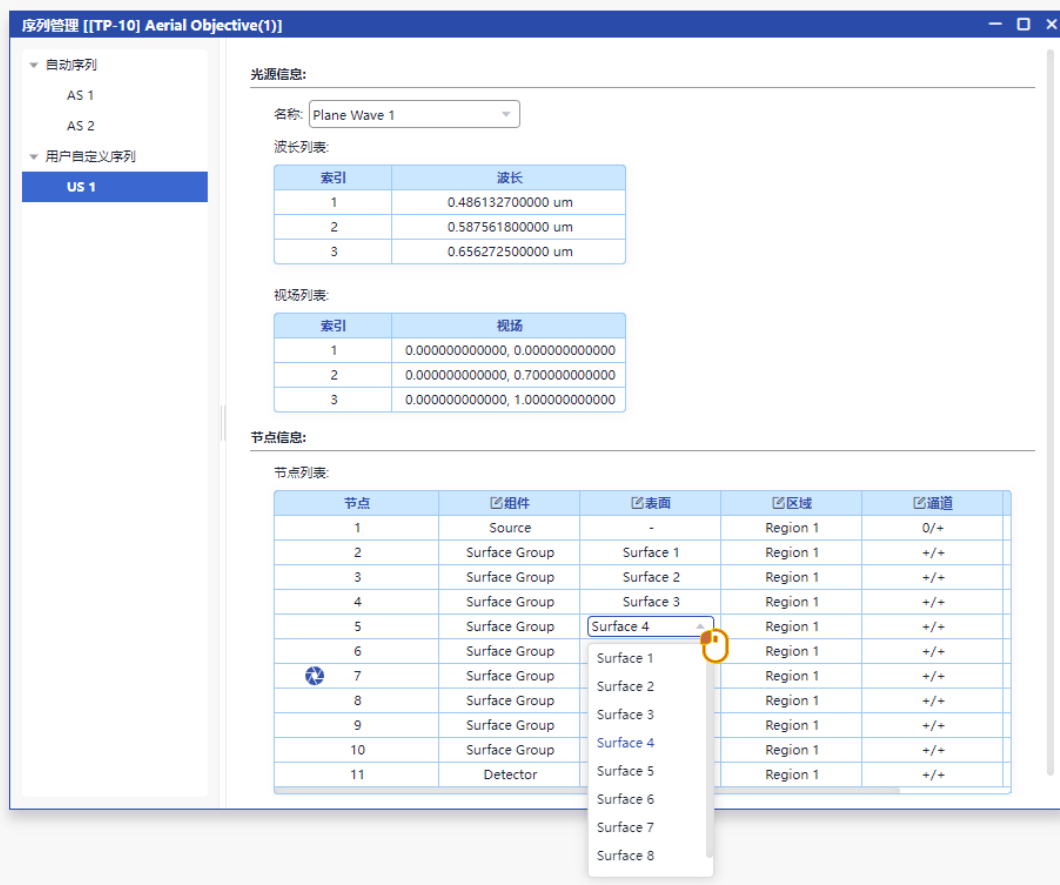 序列管理 [[TP-10] Aerial Objective(1)]
自动序列
AS 1
AS 2
用户自定义序列
US 1
光源信息:
名称: Plane Wave 1
波长列表:
索引 波长
1 0.486132700000 um
2 0.587561800000 um
3 0.656272500000 um
视场列表:
索引 视场
1 0.000000000000, 0.000000000000
2 0.000000000000, 0.700000000000
3 0.000000000000, 1.000000000000
节点信息:
节点列表:
节点 组件 表面 区域 通道
1 Source - Region 1 0/+
2 Surface Group Surface 1 Region 1 +/+
3 Surface Group Surface 2 Region 1 +/+
4 Surface Group Surface 3 Region 1 +/+
5 Surface Group Surface 4 Region 1 +/+
6 Surface Group Region 1 +/+
7 Surface Group Region 1 +/+
8 Surface Group Region 1 +/+
9 Surface Group Region 1 +/+
10 Surface Group Region 1 +/+
11 Detector Region 1 +/+
Surface 1
Surface 2
Surface 3
Surface 4
Surface 5
Surface 6
Surface 7
Surface 8